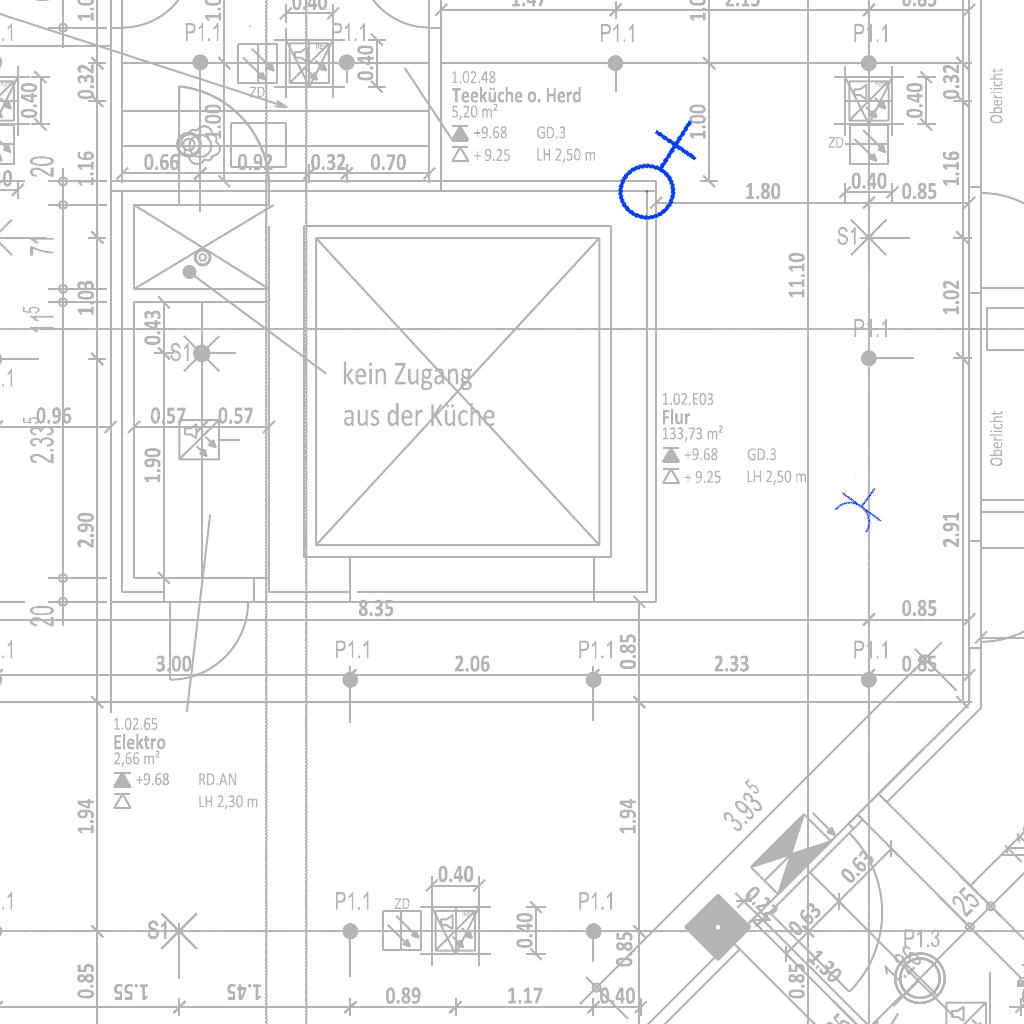 1.47
2.15
0.85
0.40
P1.1
P1.1
P1.1
P1.1
0.32
0.40
0.40
ZD
1.02.48
Teeküche o. Herd
5,20 m²
+9.68 GD.3
+ 9.25 LH 2,50 m
1.00
1.00
0.32
0.40
ZD
Oberlicht
20
1.16
0.66
0.92
0.32
0.70
1.80
1.16
0.40
0.85
71
1.03
11.10
S1
1.02
11⁵
0.43
S1
P1.1
kein Zugang
aus der Küche
0.96
0.57
0.57
2.33⁵
1.90
1.02.E03
Flur
133,73 m²
+9.68 GD.3
+ 9.25 LH 2,50 m
Oberlicht
2.90
2.91
20
8.35
0.85
3.00
P1.1
2.06
P1.1
0.85
2.33
P1.1
0.85
1.02.65
Elektro
2,66 m²
+9.68 RD.AN
LH 2,30 m
1.94
1.94
3.93⁵
0.63
0.40
P1.1
ZD
0.40
P1.1
S1
0.22
0.63
25
P1.3
0.85
1.55
1.45
0.89
1.17
0.85
0.40
0.85
1.30